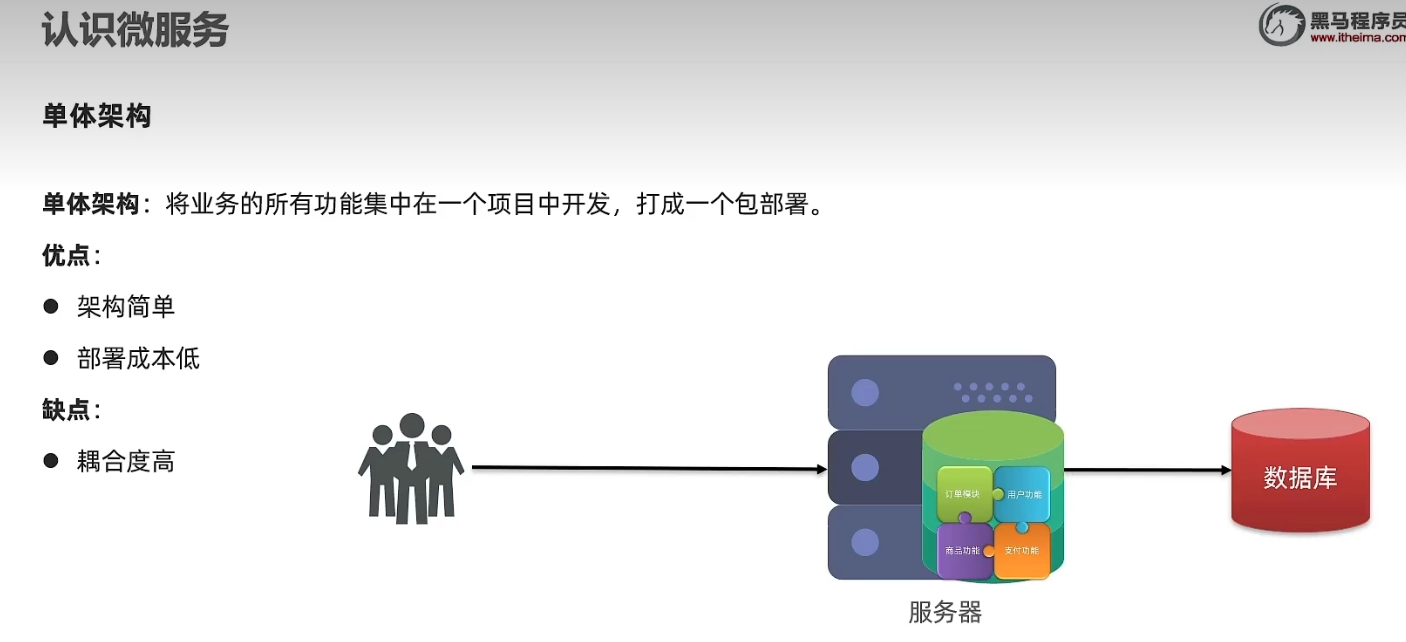 认识微服务
黑马程序员
www.itheima.com
单体架构
单体架构：将业务的所有功能集中在一个项目中开发，打成一个包部署。
优点：
● 架构简单
● 部署成本低
缺点：
● 耦合度高
订单模块
用户功能
商品功能
支付功能
数据库
服务器